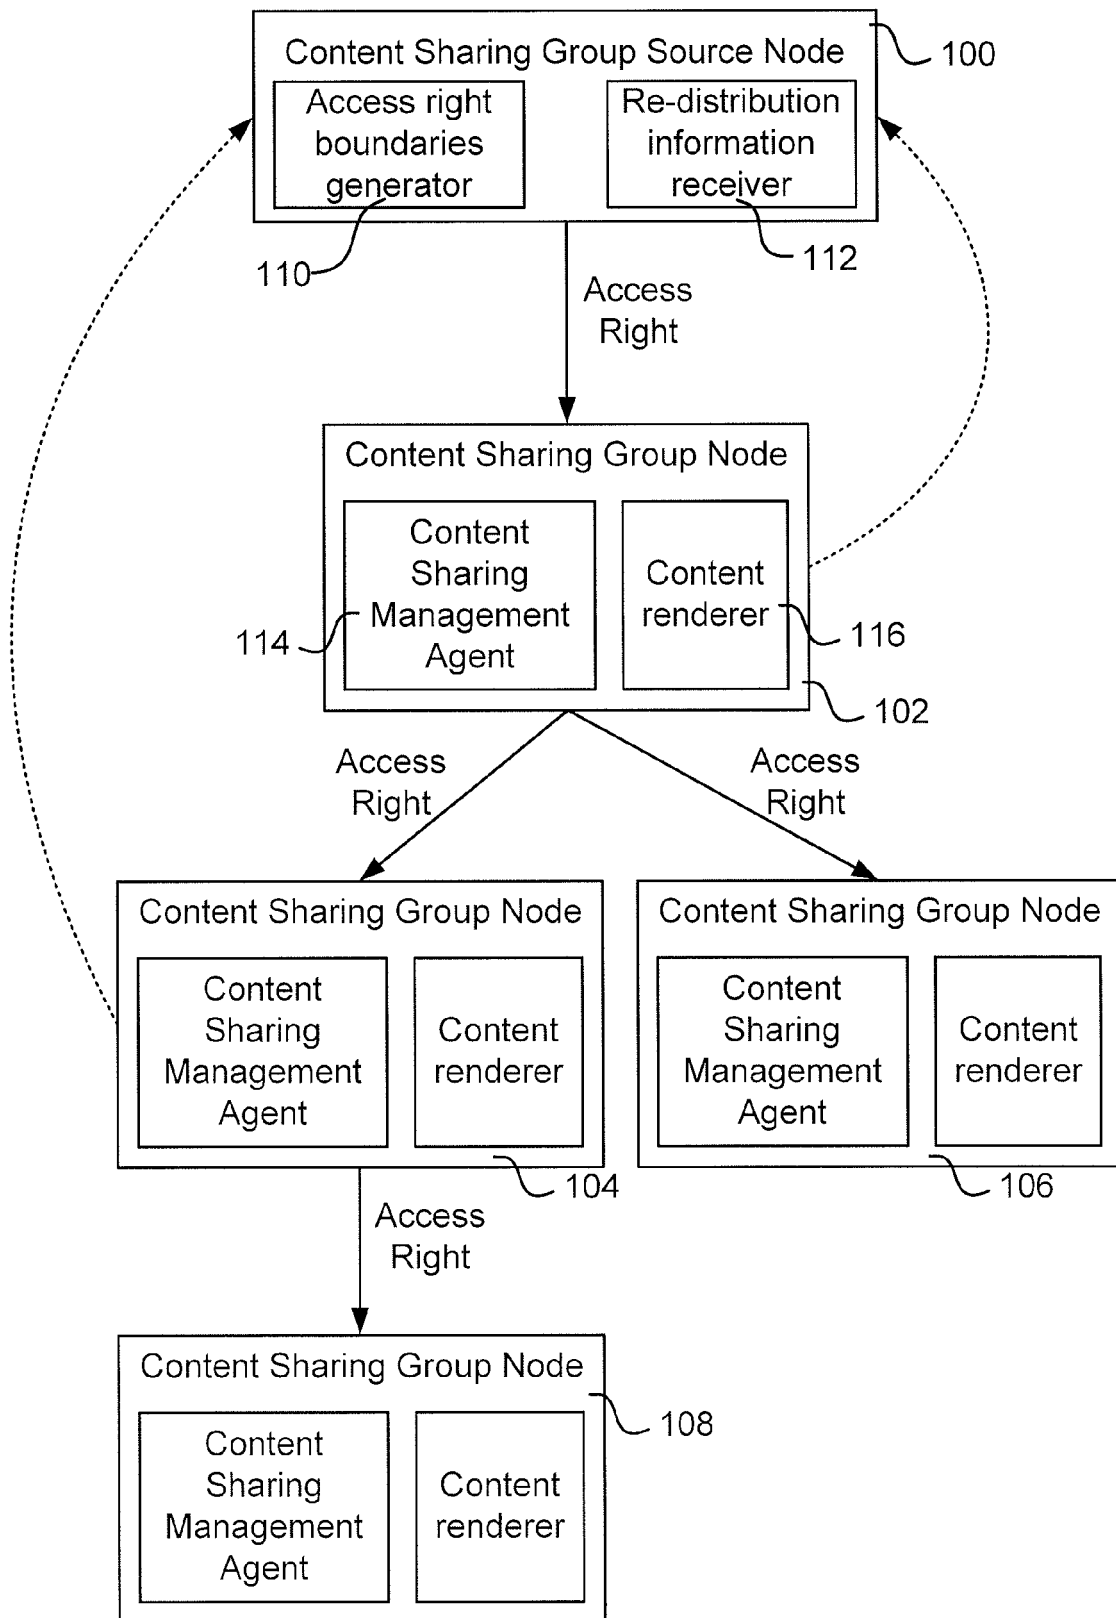 Content Sharing Group Source Node
100
Access right
boundaries
generator
Re-distribution
information
receiver
110
112
Access
Right
Content Sharing Group Node
Content
Sharing
Management
Agent
Content
renderer
114
116
102
Access
Right
Access
Right
Content Sharing Group Node
Content
Sharing
Management
Agent
Content
renderer
104
Content Sharing Group Node
Content
Sharing
Management
Agent
Content
renderer
106
Access
Right
Content Sharing Group Node
108
Content
Sharing
Management
Agent
Content
renderer